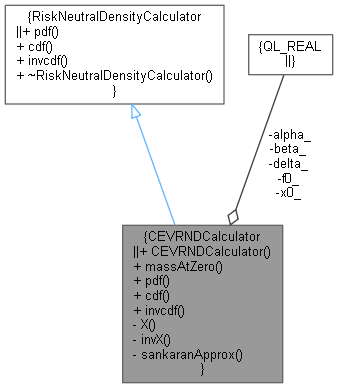 {RiskNeutralDensityCalculator
||+ pdf()
+ cdf()
+ invcdf()
+ ~RiskNeutralDensityCalculator()
}
{QL_REAL
||}
-alpha_
-beta_
-delta_
-f0_
-x0_
{CEVRNDCalculator
||+ CEVRNDCalculator()
+ massAtZero()
+ pdf()
+ cdf()
+ invcdf()
- X()
- invX()
- sankaranApprox()
}